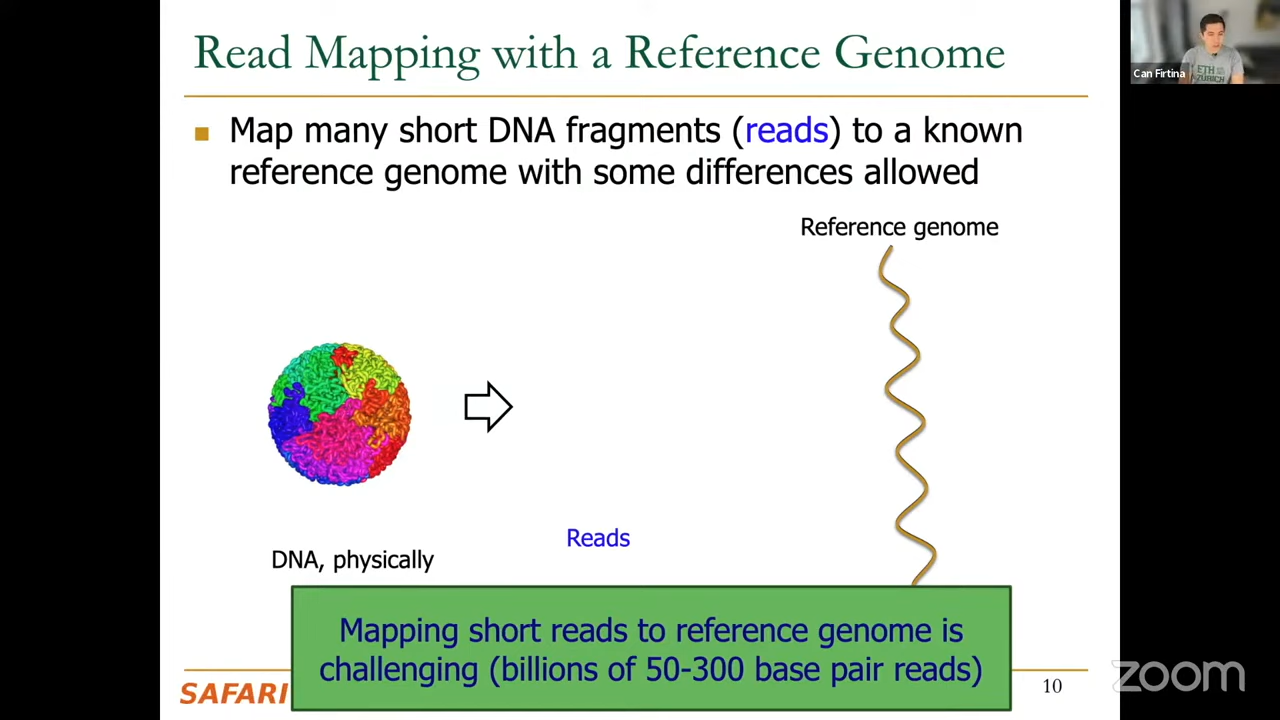 Read Mapping with a Reference Genome
Can Firtina
ETH
ZÜRICH
Map many short DNA fragments (reads) to a known
reference genome with some differences allowed
Reference genome
Reads
DNA, physically
Mapping short reads to reference genome is
challenging (billions of 50-300 base pair reads)
SAFARI
10
zoom